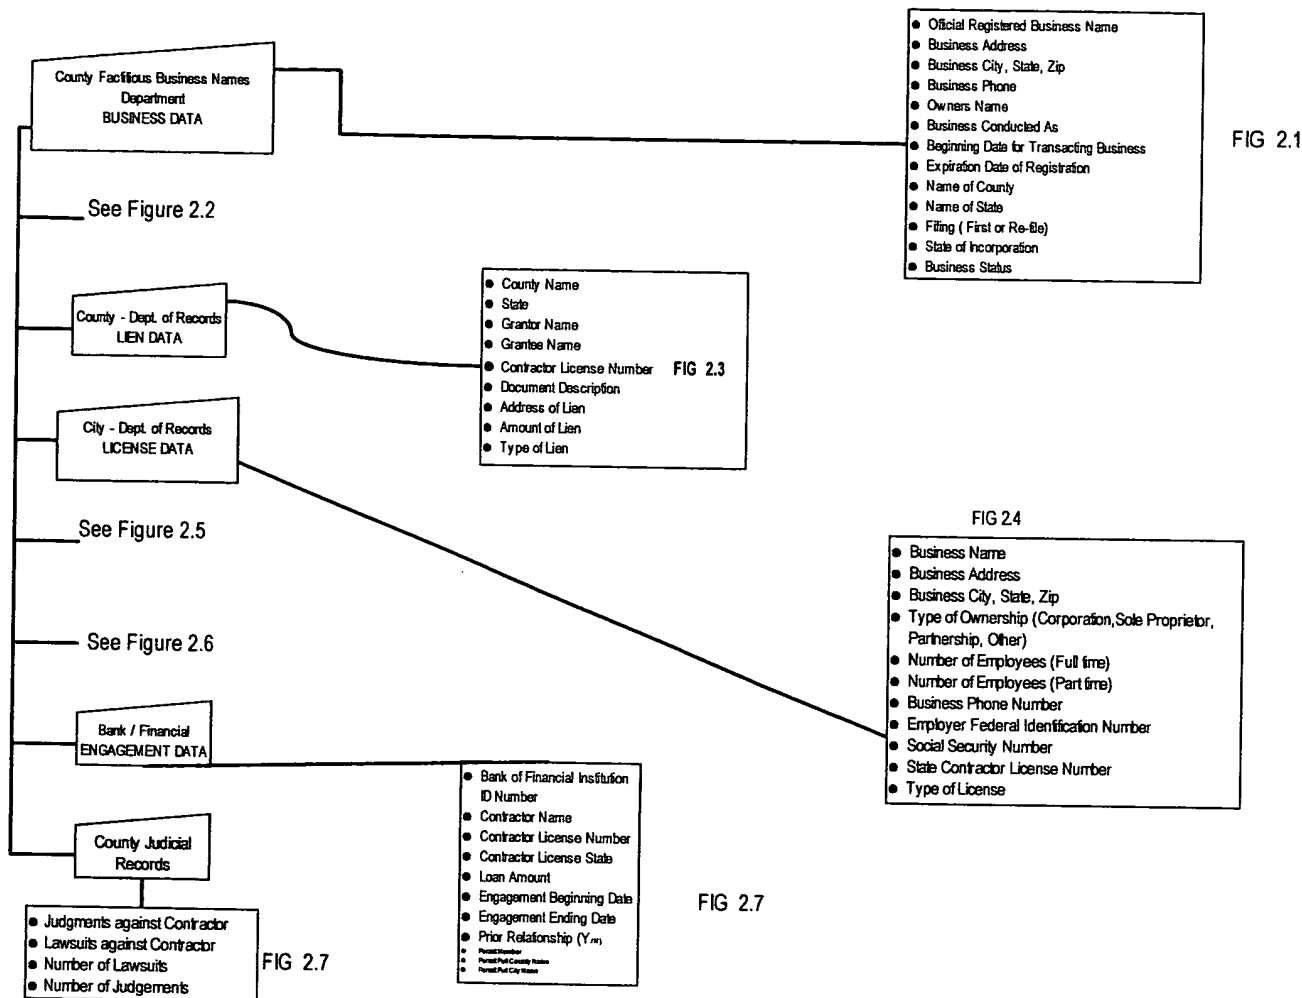 County Factitious Business Names
Department
BUSINESS DATA
Official Registered Business Name
Business Address
Business City, State, Zip
Business Phone
Owners Name
Business Conducted As
Beginning Date for Transacting Business
Expiration Date of Registration
Name of County
Name of State
Filing ( First or Re-file)
State of Incorporation
Business Status
FIG 2.1
See Figure 2.2
County - Dept. of Records
LIEN DATA
County Name
State
Grantor Name
Grantee Name
Contractor License Number
Document Description
Address of Lien
Amount of Lien
Type of Lien
FIG 2.3
City - Dept. of Records
LICENSE DATA
See Figure 2.5
FIG 2.4
Business Name
Business Address
Business City, State, Zip
Type of Ownership (Corporation,Sole Proprietor,
Partnership, Other)
Number of Employees (Full time)
Number of Employees (Part time)
Business Phone Number
Employer Federal Identification Number
Social Security Number
State Contractor License Number
Type of License
See Figure 2.6
Bank / Financial
ENGAGEMENT DATA
Bank of Financial Institution
ID Number
Contractor Name
Contractor License Number
Contractor License State
Loan Amount
Engagement Beginning Date
Engagement Ending Date
Prior Relationship
Permit Number
Permit Pull County Name
Permit Pull City Name
FIG 2.7
County Judicial
Records
Judgments against Contractor
Lawsuits against Contractor
Number of Lawsuits
Number of Judgements
FIG 2.7